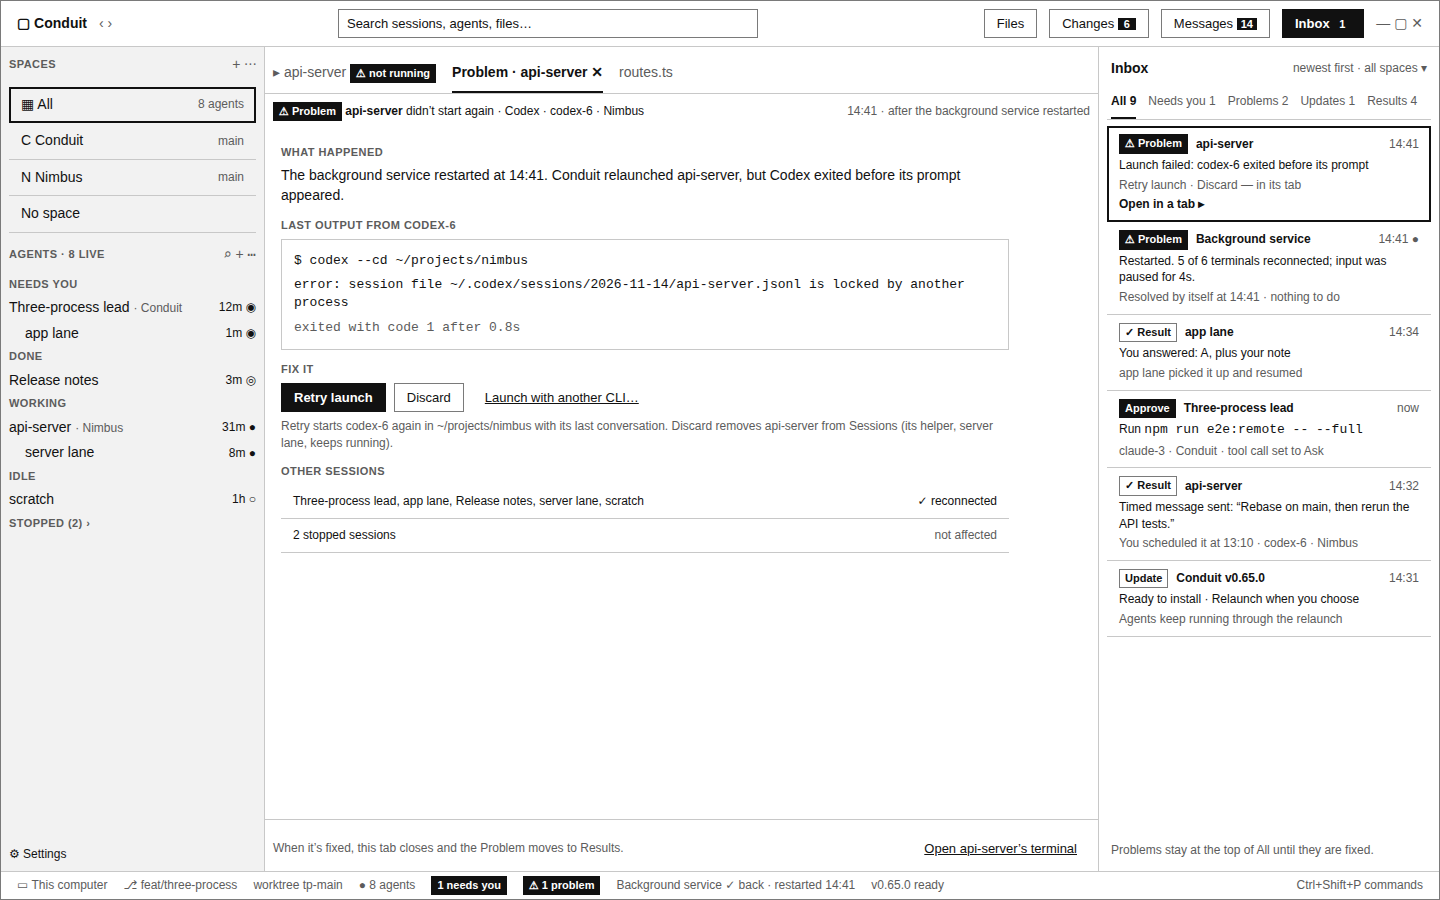 ▢ Conduit ‹ ›
Search sessions, agents, files…
Files
Changes 6
Messages 14
Inbox 1
— ▢ ✕
SPACES + ⋯
▦ All 8 agents
C Conduit main
N Nimbus main
No space
AGENTS · 8 LIVE ⌕ + ⋯
NEEDS YOU
Three-process lead · Conduit 12m ◉
app lane 1m ◉
DONE
Release notes 3m ◎
WORKING
api-server · Nimbus 31m ●
server lane 8m ●
IDLE
scratch 1h ○
STOPPED (2) ›
⚙ Settings
▸ api-server ⚠ not running
Problem · api-server ✕
routes.ts
⚠ Problem api-server didn’t start again · Codex · codex-6 · Nimbus
14:41 · after the background service restarted
WHAT HAPPENED
The background service restarted at 14:41. Conduit relaunched api-server, but Codex exited before its prompt
appeared.
LAST OUTPUT FROM CODEX-6
$ codex --cd ~/projects/nimbus
error: session file ~/.codex/sessions/2026-11-14/api-server.jsonl is locked by another
process
exited with code 1 after 0.8s
FIX IT
Retry launch
Discard
Launch with another CLI…
Retry starts codex-6 again in ~/projects/nimbus with its last conversation. Discard removes api-server from Sessions (its helper, server
lane, keeps running).
OTHER SESSIONS
Three-process lead, app lane, Release notes, server lane, scratch ✓ reconnected
2 stopped sessions not affected
When it’s fixed, this tab closes and the Problem moves to Results.
Open api-server’s terminal
Inbox newest first · all spaces ▾
All 9 Needs you 1 Problems 2 Updates 1 Results 4
⚠ Problem api-server 14:41
Launch failed: codex-6 exited before its prompt
Retry launch · Discard — in its tab
Open in a tab ▸
⚠ Problem Background service 14:41 ●
Restarted. 5 of 6 terminals reconnected; input was
paused for 4s.
Resolved by itself at 14:41 · nothing to do
✓ Result app lane 14:34
You answered: A, plus your note
app lane picked it up and resumed
Approve Three-process lead now
Run npm run e2e:remote -- --full
claude-3 · Conduit · tool call set to Ask
✓ Result api-server 14:32
Timed message sent: “Rebase on main, then rerun the
API tests.”
You scheduled it at 13:10 · codex-6 · Nimbus
Update Conduit v0.65.0 14:31
Ready to install · Relaunch when you choose
Agents keep running through the relaunch
Problems stay at the top of All until they are fixed.
▭ This computer ⎇ feat/three-process worktree tp-main ● 8 agents 1 needs you ⚠ 1 problem Background service ✓ back · restarted 14:41 v0.65.0 ready Ctrl+Shift+P commands